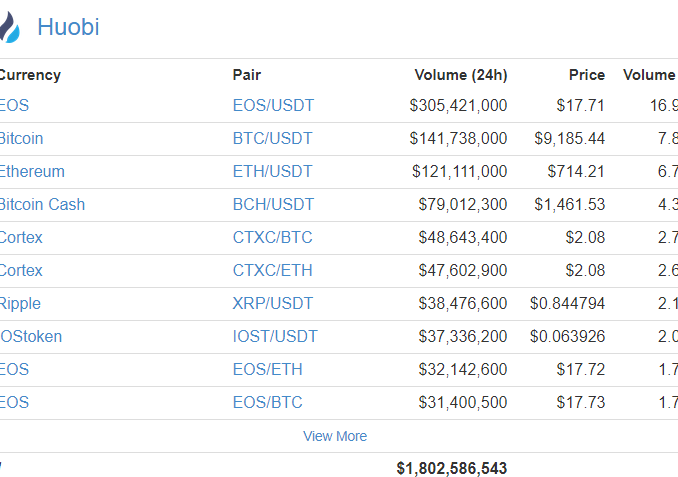 Huobi
Currency Pair Volume (24h) Price Volume
EOS EOS/USDT $305,421,000 $17.71 16.9
Bitcoin BTC/USDT $141,738,000 $9,185.44 7.8
Ethereum ETH/USDT $121,111,000 $714.21 6.7
Bitcoin Cash BCH/USDT $79,012,300 $1,461.53 4.3
Cortex CTXC/BTC $48,643,400 $2.08 2.7
Cortex CTXC/ETH $47,602,900 $2.08 2.6
Ripple XRP/USDT $38,476,600 $0.844794 2.1
IOStoken IOST/USDT $37,336,200 $0.063926 2.0
EOS EOS/ETH $32,142,600 $17.72 1.7
EOS EOS/BTC $31,400,500 $17.73 1.7
View More
$1,802,586,543